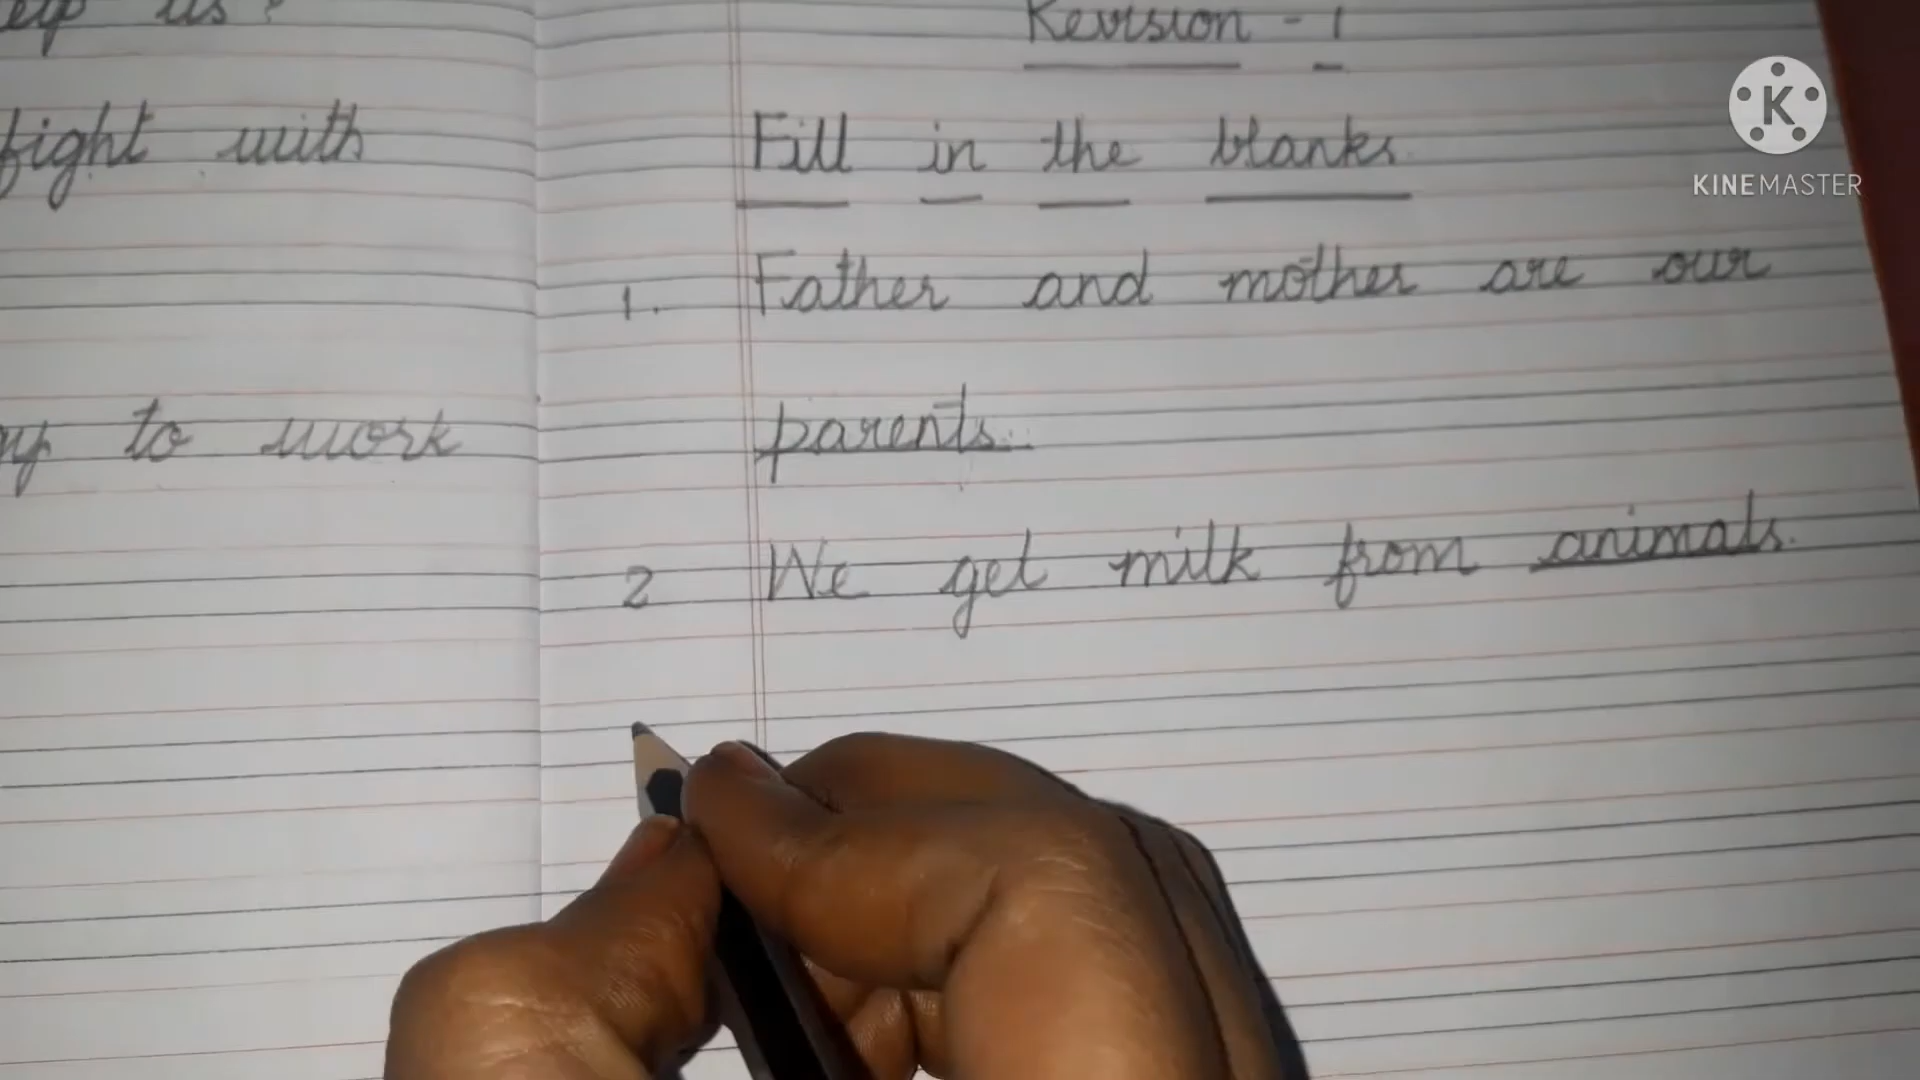 us?
fight with
to work
Revision - 1
Fill in the blanks
1. Father and mother are our
parents.
2 We get milk from animals.
K
KINEMASTER